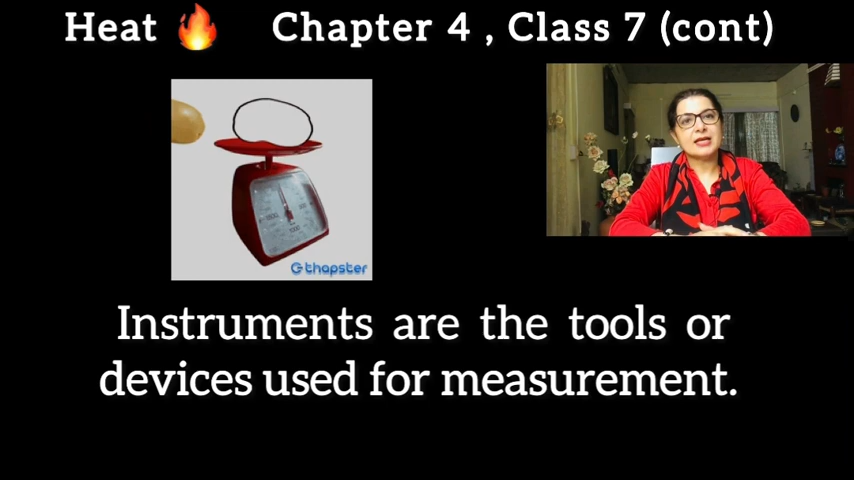 Heat 🔥 Chapter 4 , Class 7 (cont)
thapster
Instruments are the tools or
devices used for measurement.